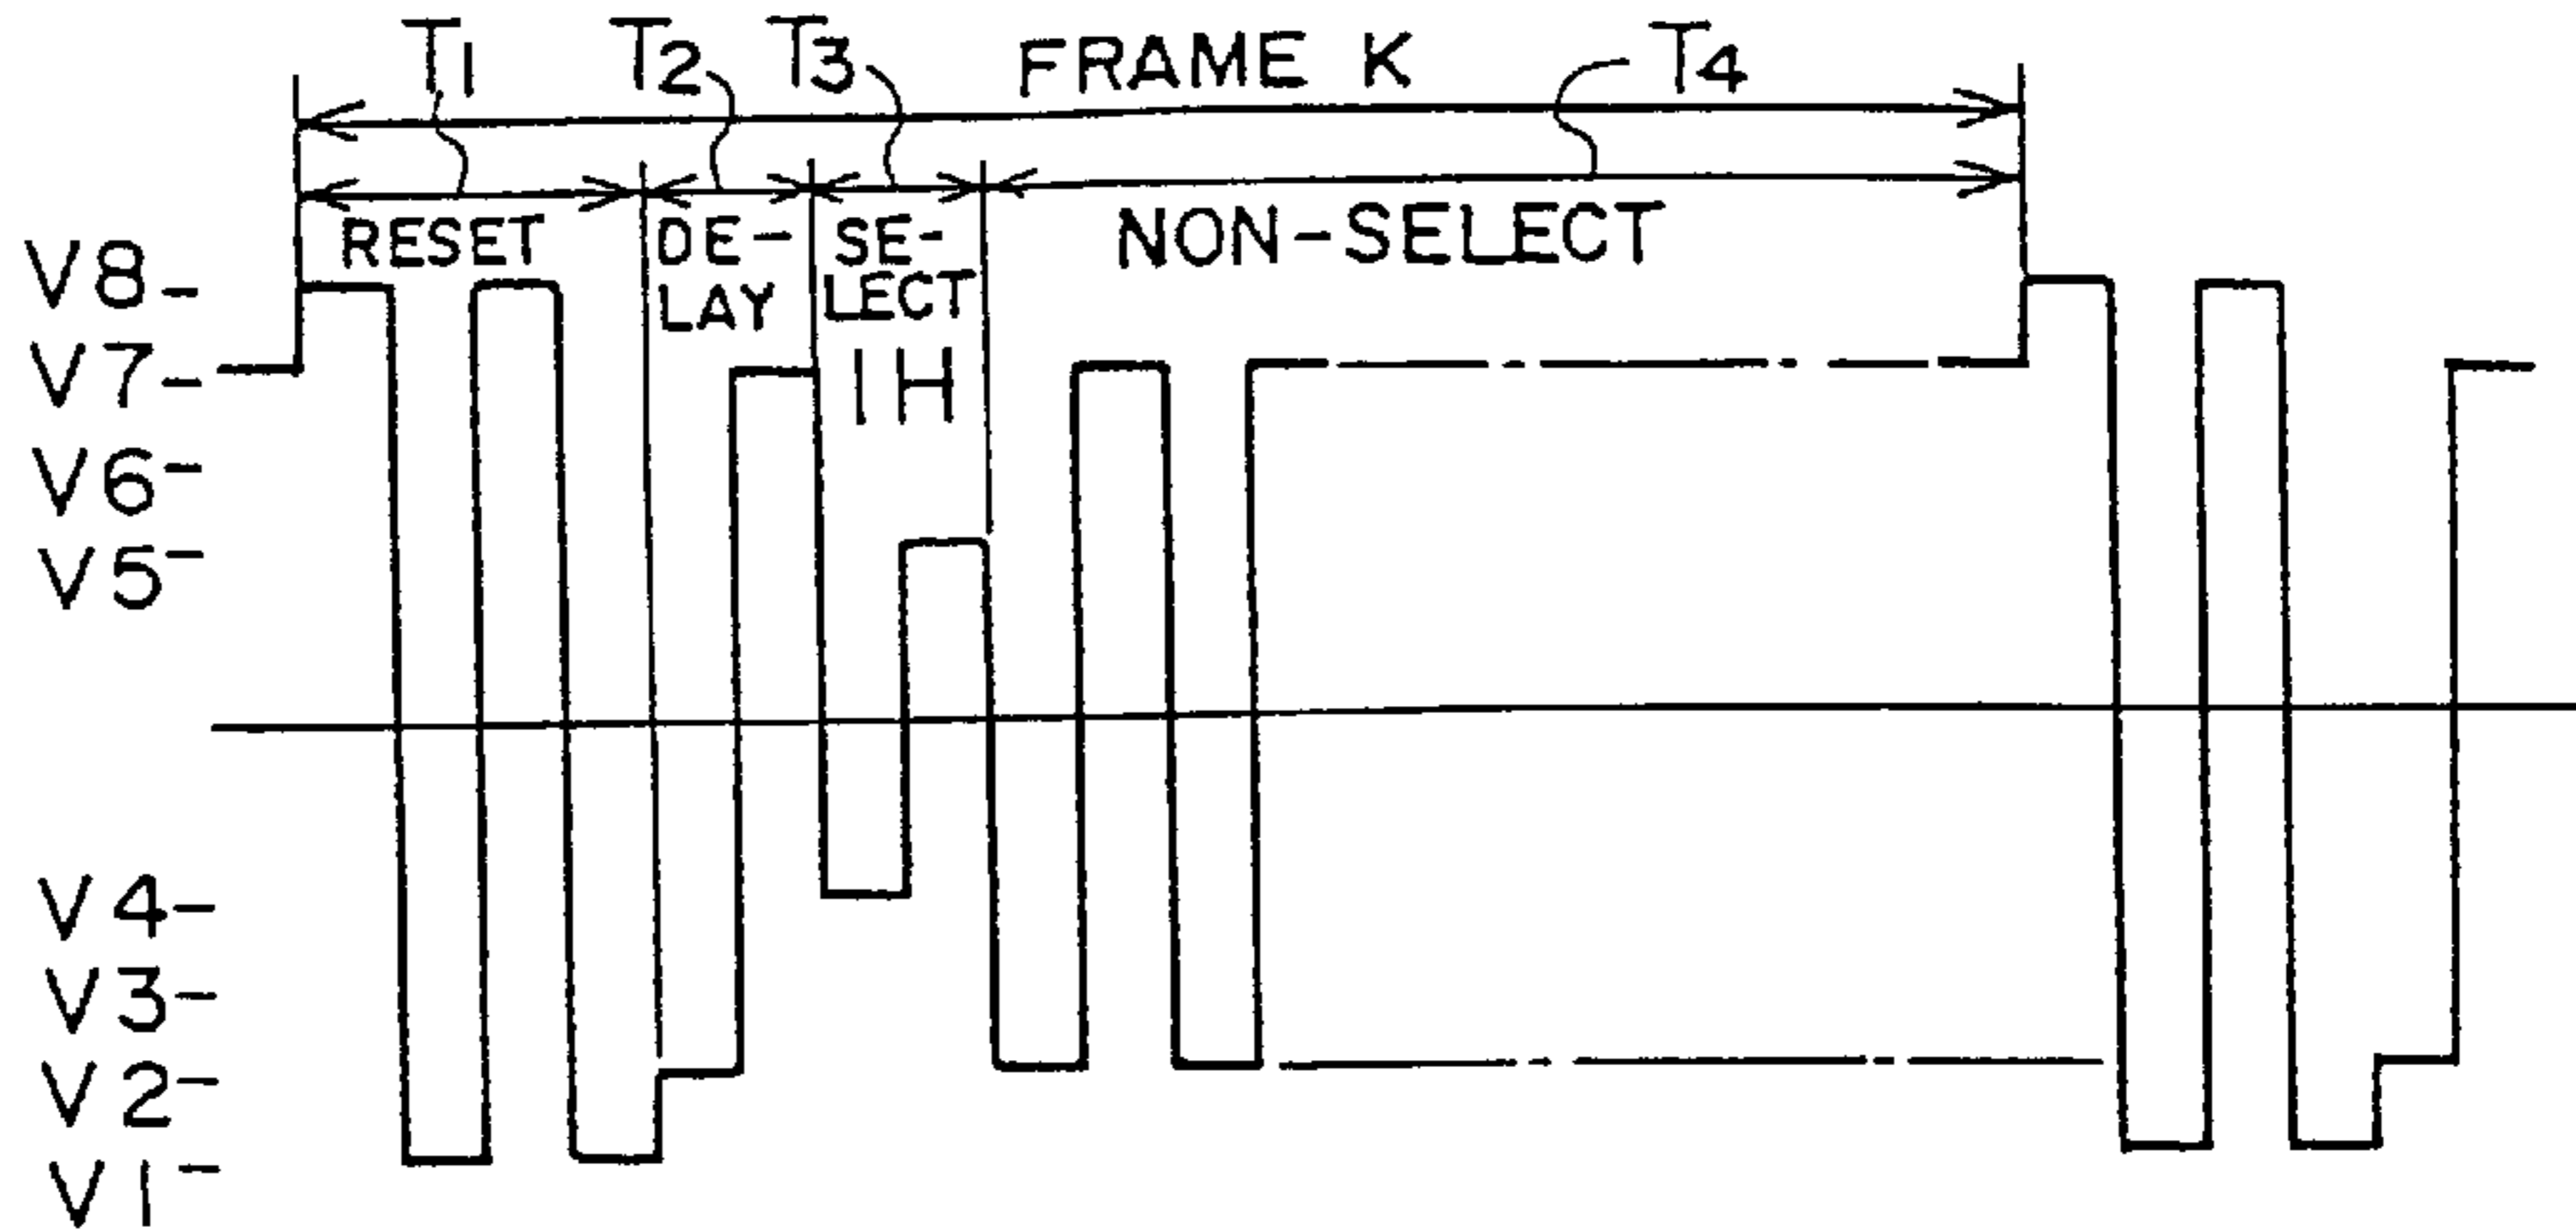 T1 T2 T3 FRAME K T4
RESET
DE-
LAY
SE-
LECT
1H
NON-SELECT
V8
V7
V6
V5
V4
V3
V2
V1